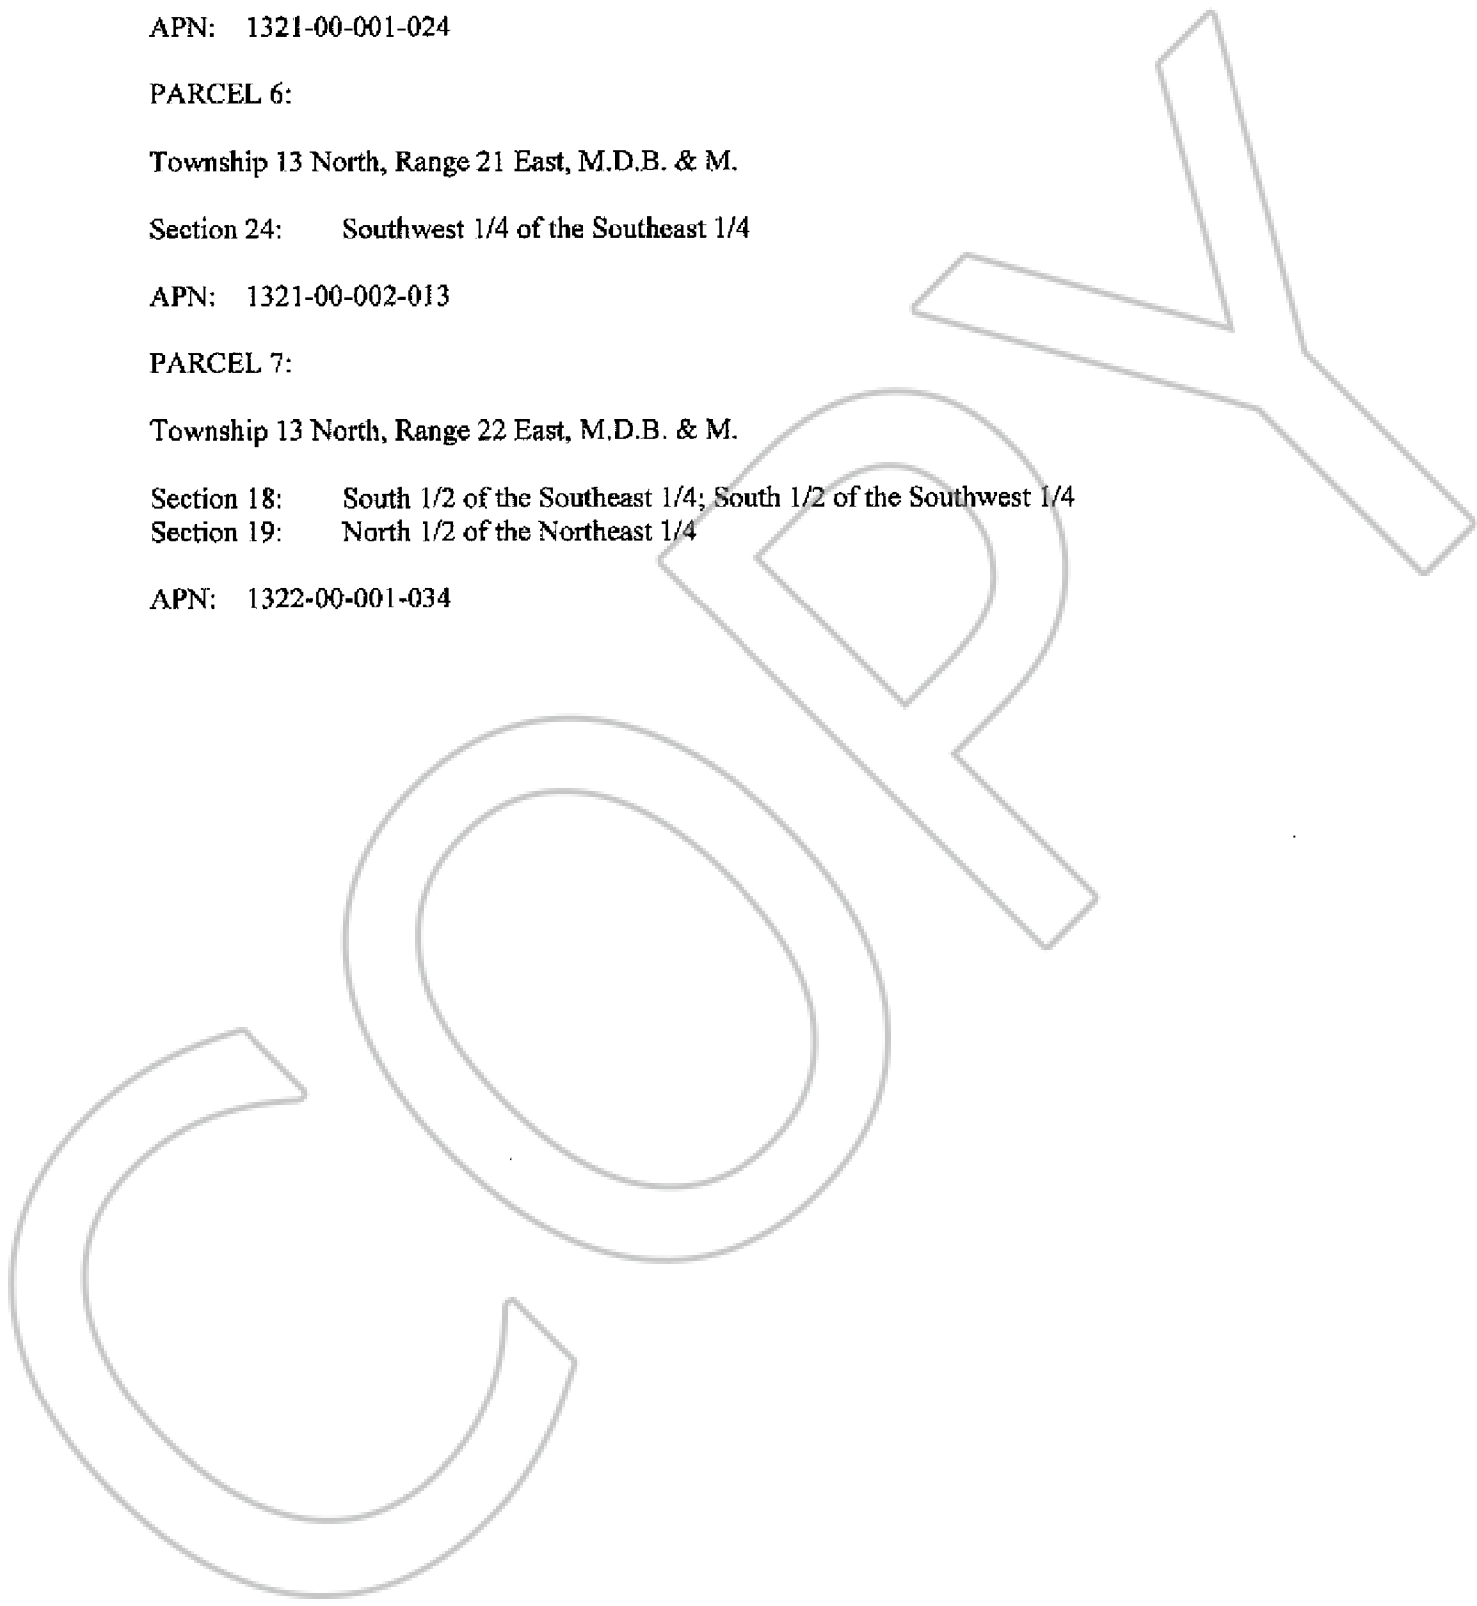 APN: 1321-00-001-024
PARCEL 6:
Township 13 North, Range 21 East, M.D.B. & M.
Section 24: Southwest 1/4 of the Southeast 1/4
APN: 1321-00-002-013
PARCEL 7:
Township 13 North, Range 22 East, M.D.B. & M.
Section 18: South 1/2 of the Southeast 1/4; South 1/2 of the Southwest 1/4
Section 19: North 1/2 of the Northeast 1/4
APN: 1322-00-001-034
COPY